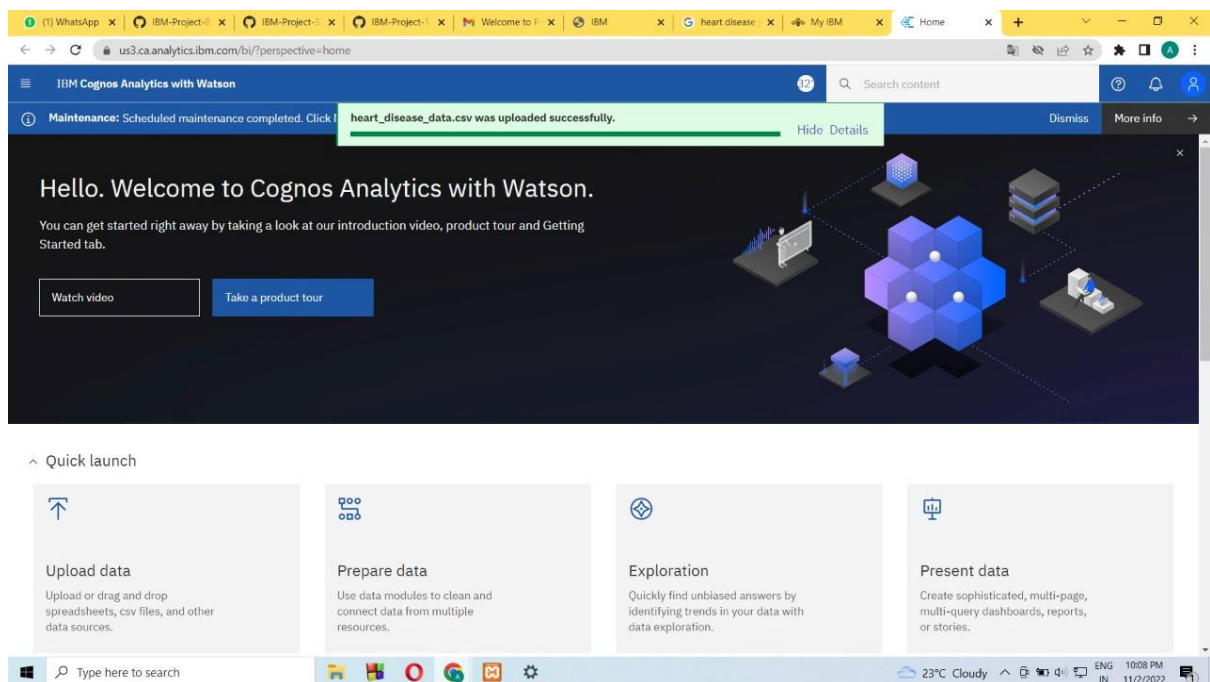 (1) WhatsApp
IBM-Project-8
IBM-Project-3
IBM-Project-1
Welcome to P
IBM
heart disease
My IBM
Home
us3.ca.analytics.ibm.com/bi/?perspective=home
IBM Cognos Analytics with Watson
Search content
Maintenance: Scheduled maintenance completed. Click
heart_disease_data.csv was uploaded successfully.
Hide Details
Dismiss
More info
Hello. Welcome to Cognos Analytics with Watson.
You can get started right away by taking a look at our introduction video, product tour and Getting
Started tab.
Watch video
Take a product tour
Quick launch
Upload data
Upload or drag and drop
spreadsheets, csv files, and other
data sources.
Prepare data
Use data modules to clean and
connect data from multiple
resources.
Exploration
Quickly find unbiased answers by
identifying trends in your data with
data exploration.
Present data
Create sophisticated, multi-page,
multi-query dashboards, reports,
or stories.
Type here to search
23°C Cloudy
ENG
IN
10:08 PM
11/2/2022